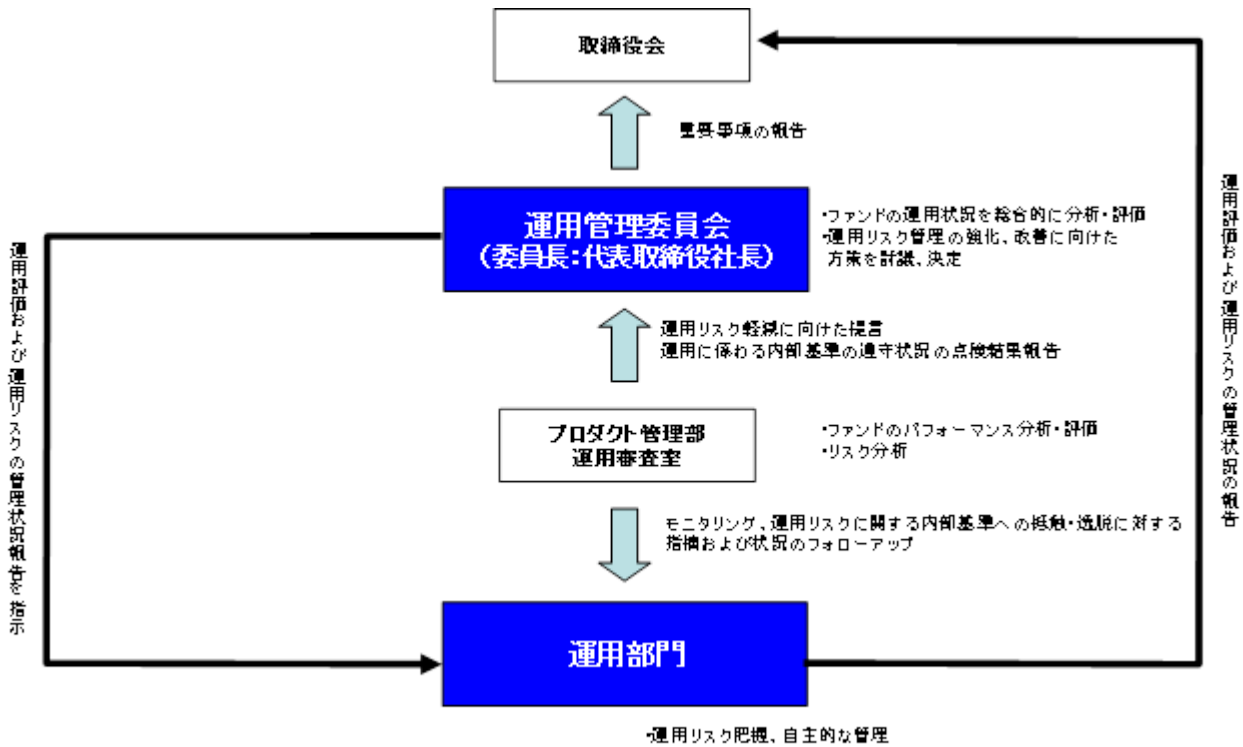 取締役会
重要事項の報告
運用管理委員会
(委員長:代表取締役社長)
・ファンドの運用状況を総合的に分析・評価
・運用リスク管理の強化、改善に向けた
方策を討議、決定
運用リスク軽減に向けた提言
運用に係わる内部基準の遵守状況の点検結果報告
プロダクト管理部
運用審査室
・ファンドのパフォーマンス分析・評価
・リスク分析
モニタリング、運用リスクに関する内部基準への抵触・逸脱に対する
指摘および状況のフォローアップ
運用部門
・運用リスク把握、自主的な管理
運用評価および運用リスクの管理状況報告を指示
運用評価および運用リスクの管理状況の報告